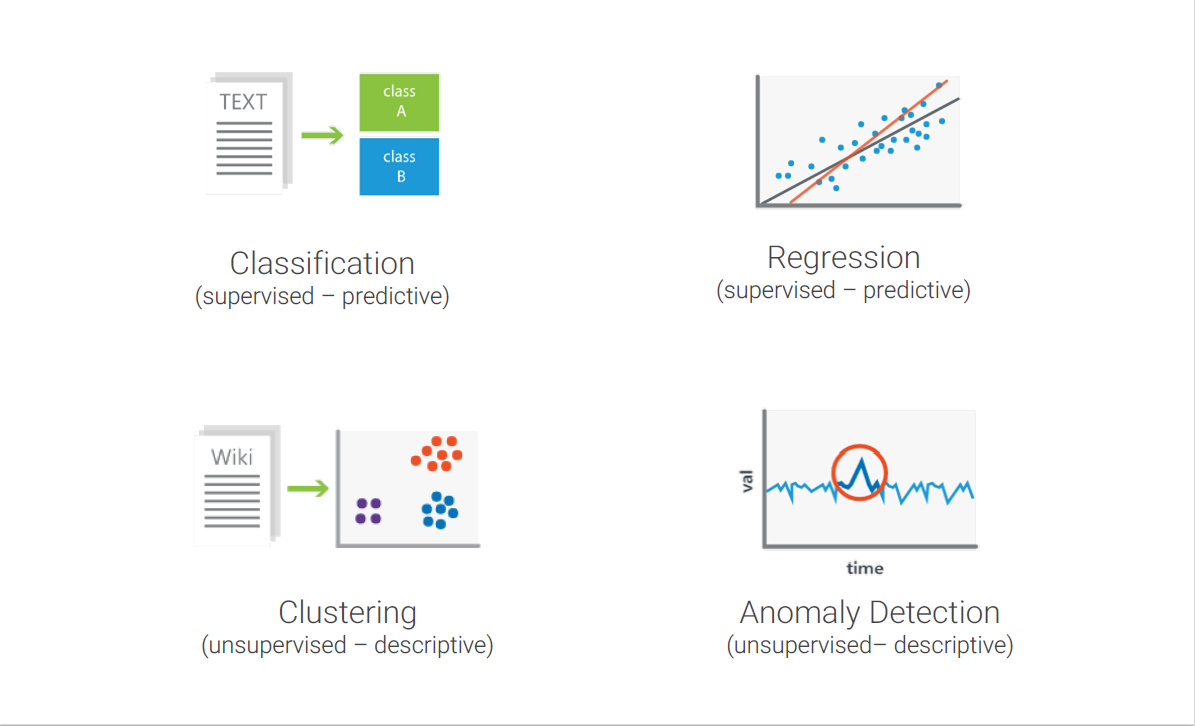 TEXT
class
A
class
B
Classification
(supervised – predictive)
Regression
(supervised – predictive)
Wiki
Clustering
(unsupervised – descriptive)
val
time
Anomaly Detection
(unsupervised– descriptive)